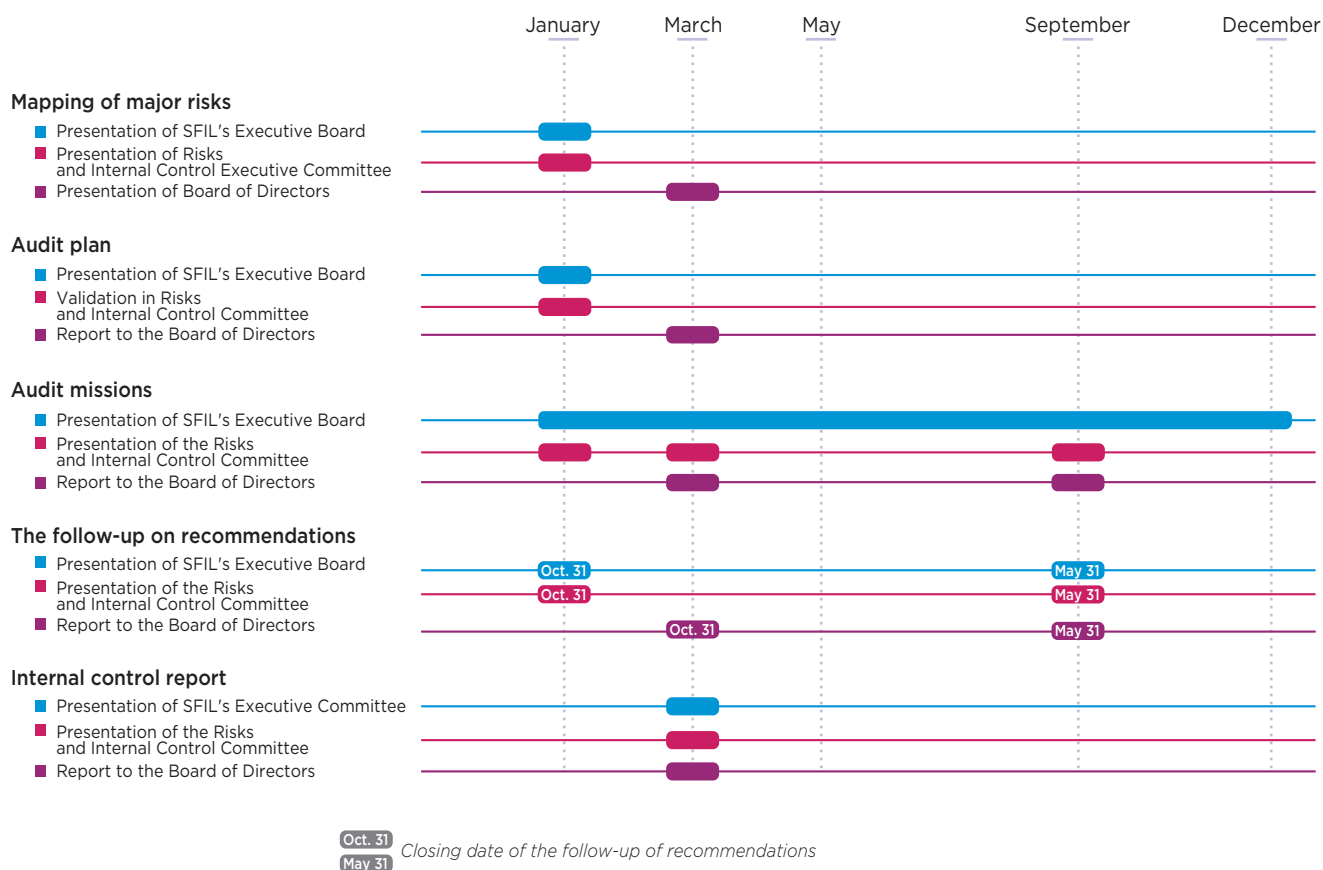 January March May September December
Mapping of major risks
Presentation of SFIL's Executive Board
Presentation of Risks
and Internal Control Executive Committee
Presentation of Board of Directors
Audit plan
Presentation of SFIL's Executive Board
Validation in Risks
and Internal Control Committee
Report to the Board of Directors
Audit missions
Presentation of SFIL's Executive Board
Presentation of the Risks
and Internal Control Committee
Report to the Board of Directors
The follow-up on recommendations
Presentation of SFIL's Executive Board Oct. 31 May 31
Presentation of the Risks Oct. 31 May 31
and Internal Control Committee
Report to the Board of Directors Oct. 31 May 31
Internal control report
Presentation of SFIL's Executive Committee
Presentation of the Risks
and Internal Control Committee
Report to the Board of Directors
Oct. 31
Closing date of the follow-up of recommendations
May 31